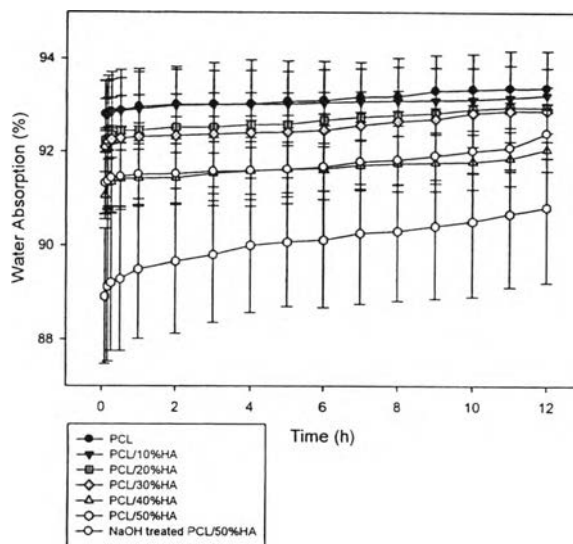 94
92
90
88
Water Absorption (%)
0 2 4 6 8 10 12
Time (h)
PCL
PCL/10%HA
PCL/20%HA
PCL/30%HA
PCL/40%HA
PCL/50%HA
NaOH treated PCL/50%HA